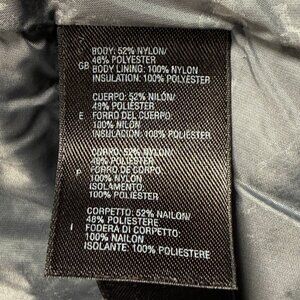 BODY: 52% NYLON/
48% POLYESTER
GB BODY LINING: 100% NYLON
INSULATION: 100% POLYESTER
CUERPO: 52% NILÓN/
48% POLIÉSTER
E FORRO DEL CUERPO:
100% NILÓN
INSULACIÓN: 100% POLIÉSTER
CORPO: 52% NYLON/
48% POLIÉSTER
P FORRO DE CORPO:
100% NYLON
ISOLAMENTO:
100% POLIÉSTER
CORPETTO: 52% NAILON/
48% POLIESTERE
FODERA DI CORPETTO:
100% NAILON
ISOLANTE: 100% POLIESTERE